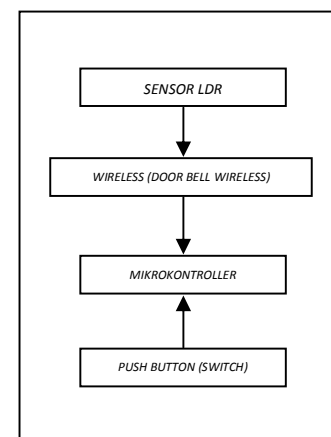 SENSOR LDR
WIRELESS (DOOR BELL WIRELESS)
MIKROKONTROLLER
PUSH BUTTON (SWITCH)